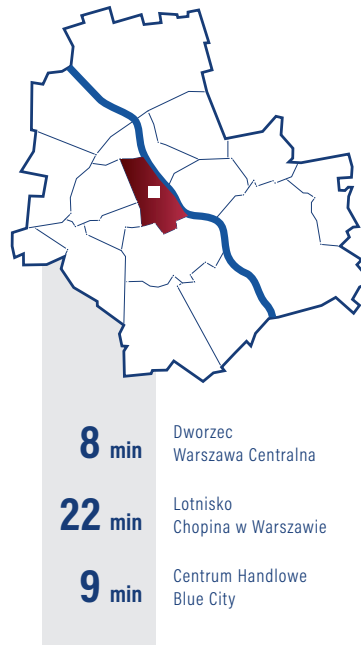 8 min
Dworzec
Warszawa Centralna
22 min
Lotnisko
Chopina w Warszawie
9 min
Centrum Handlowe
Blue City